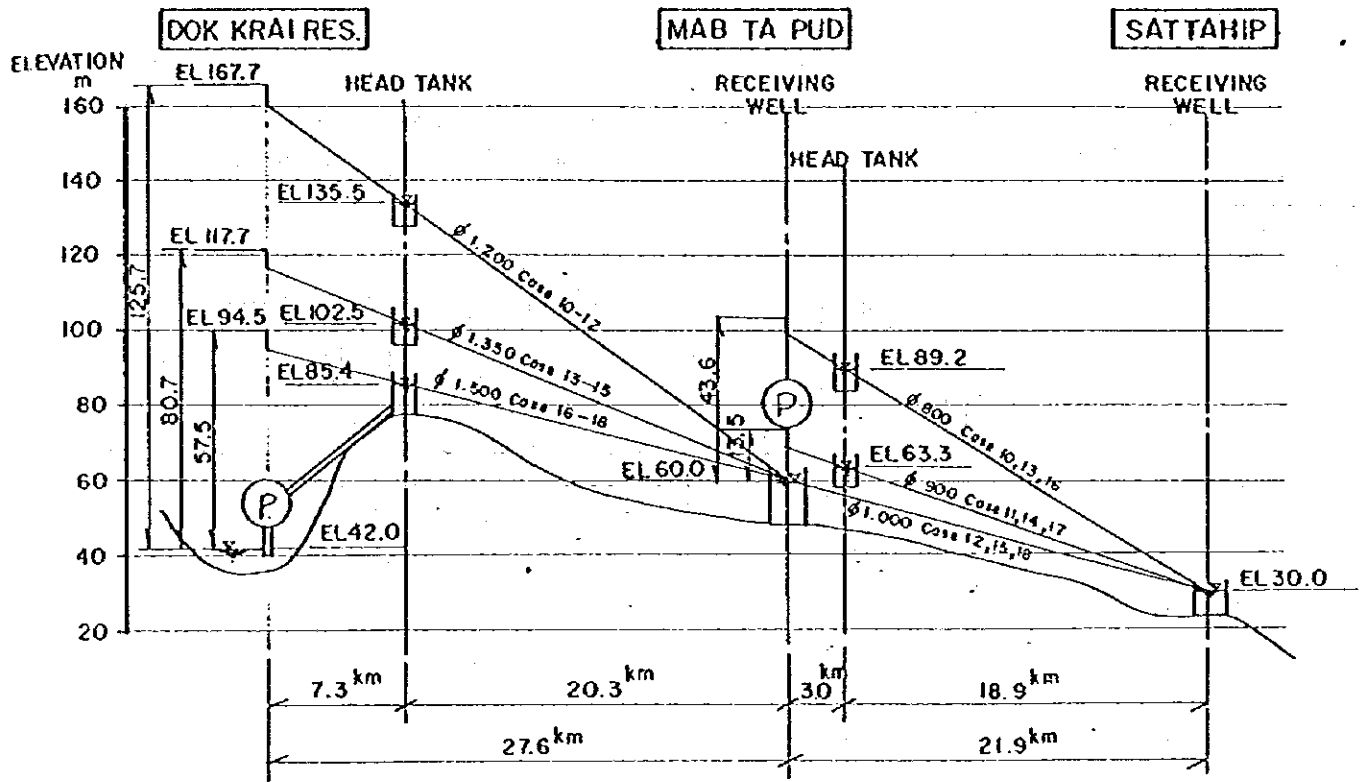 DOK KRAI RES.
MAB TA PUD
SATTAHIP
ELEVATION
m
EL 167.7
HEAD TANK
RECEIVING
WELL
RECEIVING
WELL
160
HEAD TANK
140
EL 135.5
120
EL 117.7
φ 1.200 Case 10-12
125.7
100
EL 94.5
EL 102.5
φ 1.350 Case 13-15
43.6
EL 89.2
EL 85.4
φ 1.500 Case 16-18
φ 800 Case 10,13,16
80
80.7
57.5
P
13.5
EL 63.3
60
EL 60.0
φ 900 Case 11,14,17
P
φ 1.000 Case 12,15,18
EL 42.0
40
EL 30.0
20
7.3 km
20.3 km
3.0 km
18.9 km
27.6 km
21.9 km